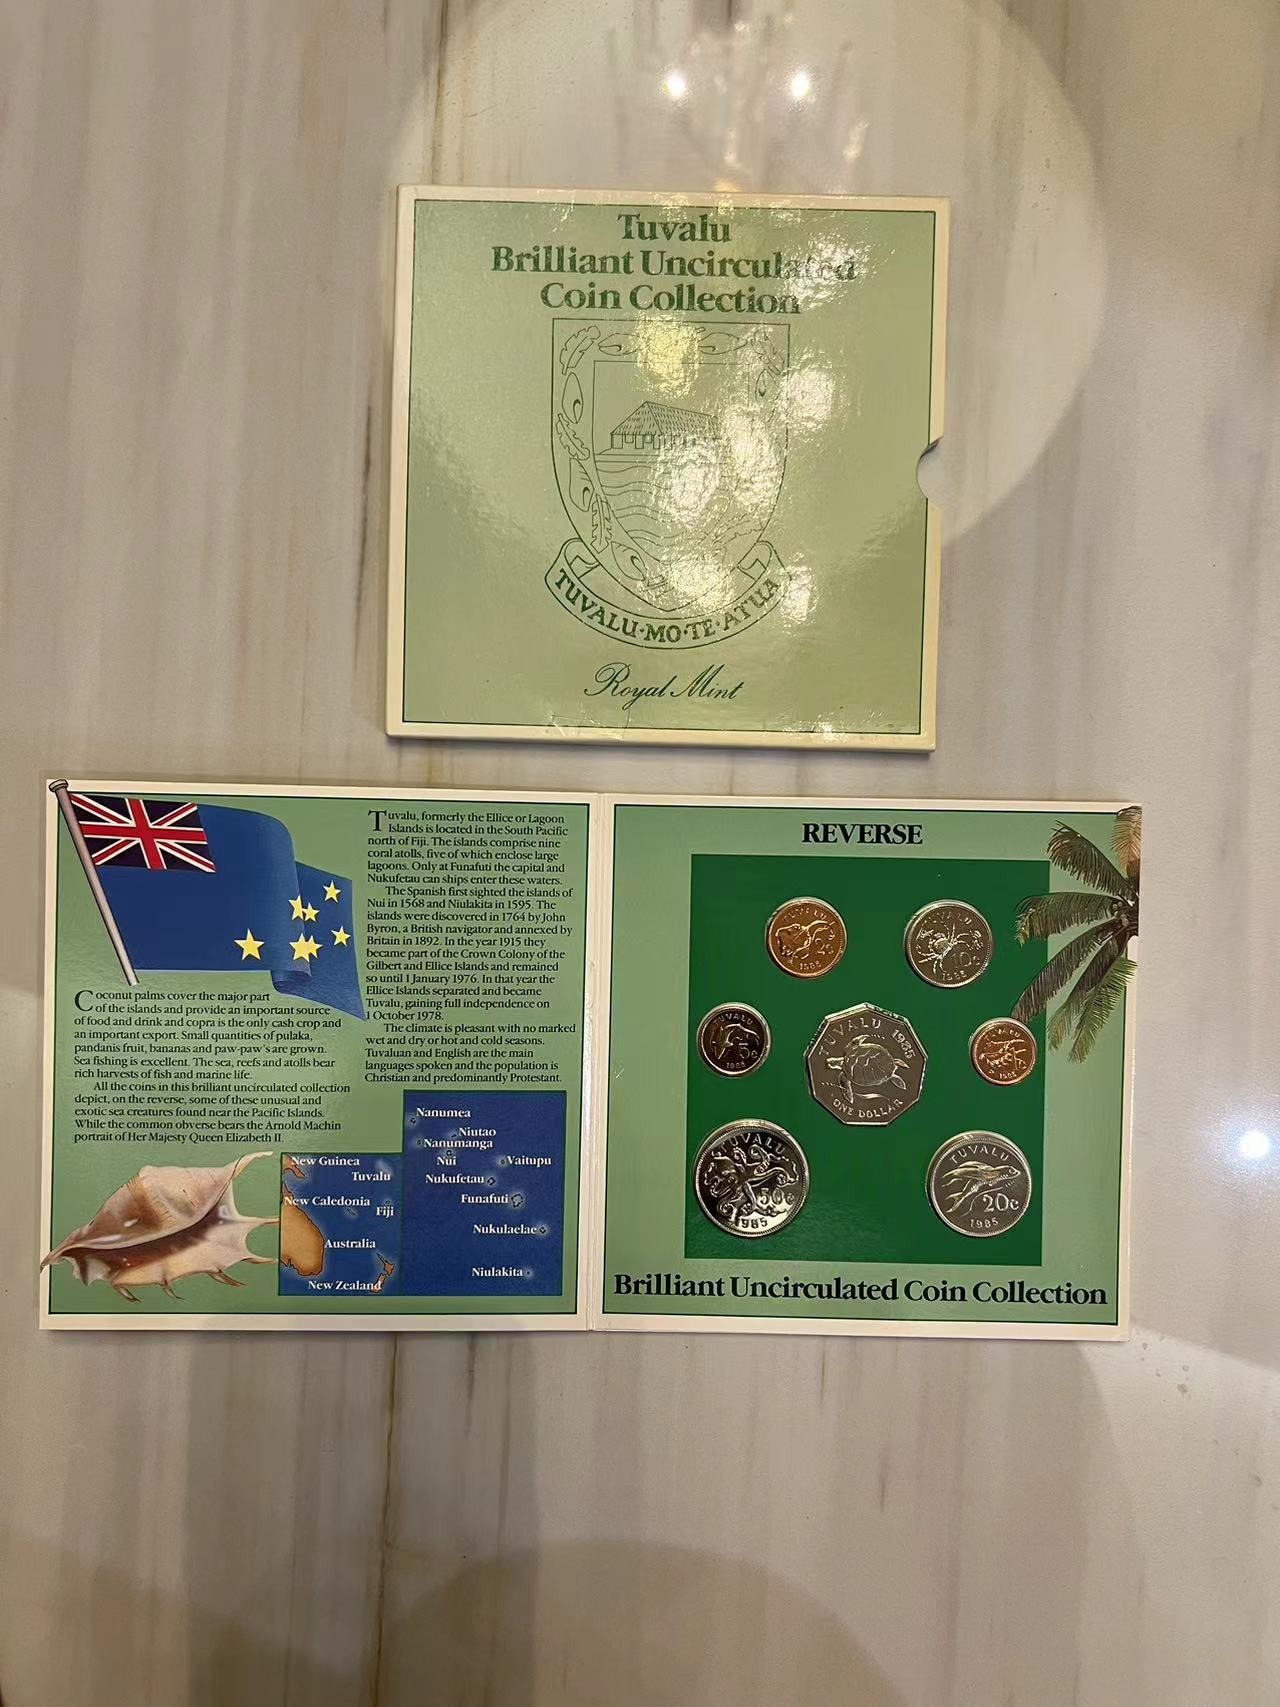 Tuvalu
Brilliant Uncirculated
Coin Collection
TUVALU·MO·TE·ATUA
Royal Mint
Tuvalu, formerly the Ellice or Lagoon
Islands is located in the South Pacific
north of Fiji. The islands comprise nine
coral atolls, five of which enclose large
lagoons. Only at Funafuti the capital and
Nukufetau can ships enter these waters.
The Spanish first sighted the islands of
Nui in 1568 and Niulakita in 1595. The
islands were discovered in 1764 by John
Byron, a British navigator and annexed by
Britain in 1892. In the year 1915 they
became part of the Crown Colony of the
Gilbert and Ellice Islands and remained
so until 1 January 1976. In that year the
Ellice Islands separated and became
Tuvalu, gaining full independence on
1 October 1978.
The climate is pleasant with no marked
wet and dry or hot and cold seasons.
Tuvaluan and English are the main
languages spoken and the population is
Christian and predominantly Protestant.
Coconut palms cover the major part
of the islands and provide an important source
of food and drink and copra is the only cash crop and
an important export. Small quantities of pulaka,
pandanis fruit, bananas and paw-paw's are grown.
Sea fishing is excellent. The sea, reefs and atolls bear
rich harvests of fish and marine life.
All the coins in this brilliant uncirculated collection
depict, on the reverse, some of these unusual and
exotic sea creatures found near the Pacific Islands.
While the common obverse bears the Arnold Machin
portrait of Her Majesty Queen Elizabeth II.
New Guinea
Tuvalu
New Caledonia
Fiji
Australia
New Zealand
Nanumea
Niutao
Nanumanga
Nui
Vaitupu
Nukufetau
Funafuti
Nukulaelae
Niulakita
REVERSE
TUVALU
2c
1985
TUVALU
10c
1985
TUVALU
5c
1985
TUVALU 1985
ONE DOLLAR
TUVALU
1985
TUVALU
50c
1985
TUVALU
20c
1985
Brilliant Uncirculated Coin Collection